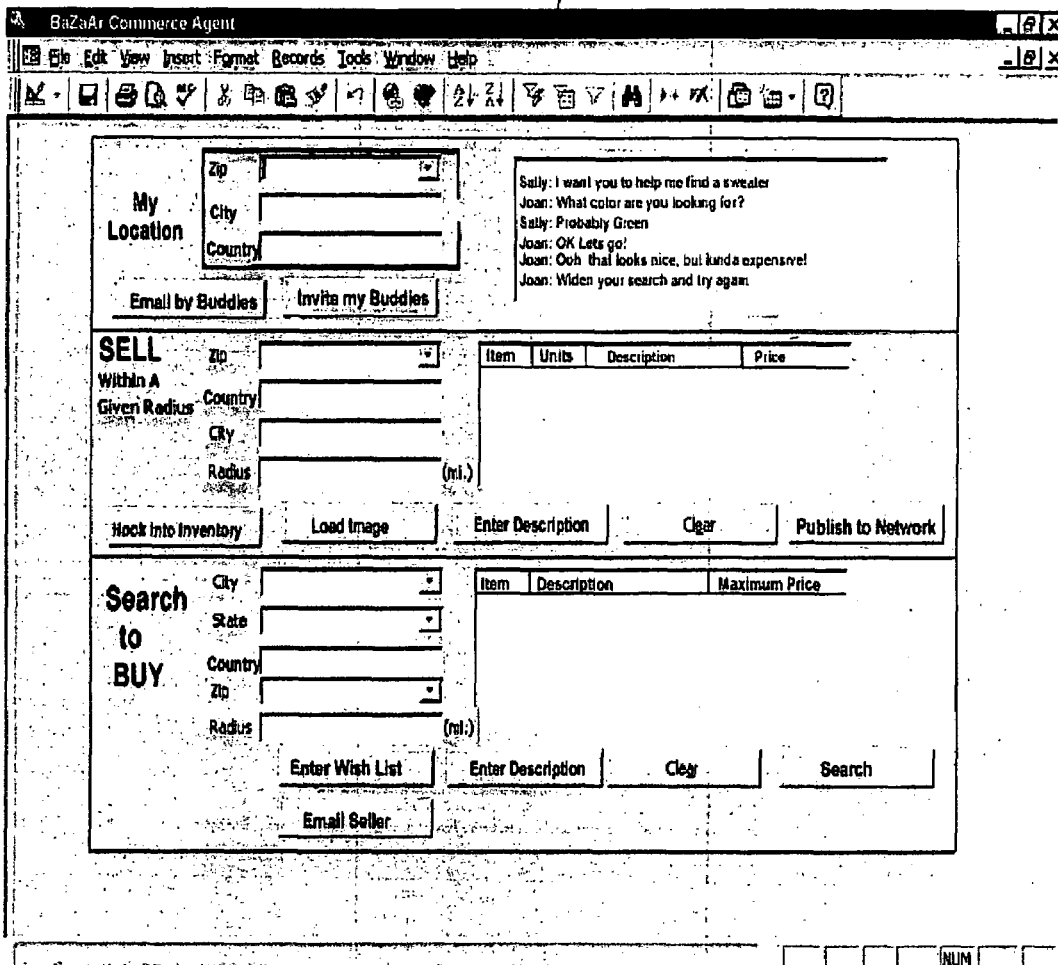 BaZaAr Commerce Agent
File Edit View Insert Format Records Tools Window Help
My Location
Zip
City
Country
Email by Buddies
Invite my Buddies
Sally: I want you to help me find a sweater
Joan: What color are you looking for?
Sally: Probably Green
Joan: OK Lets go!
Joan: Ooh that looks nice, but kinda expensive!
Joan: Widen your search and try again
SELL
Within A
Given Radius
Zip
Country
City
Radius
(mi.)
Item Units Description Price
Hook into Inventory
Load Image
Enter Description
Clear
Publish to Network
Search
to
BUY
City
State
Country
Zip
Radius
(mi.)
Item Description Maximum Price
Enter Wish List
Enter Description
Clear
Search
Email Seller
NUM